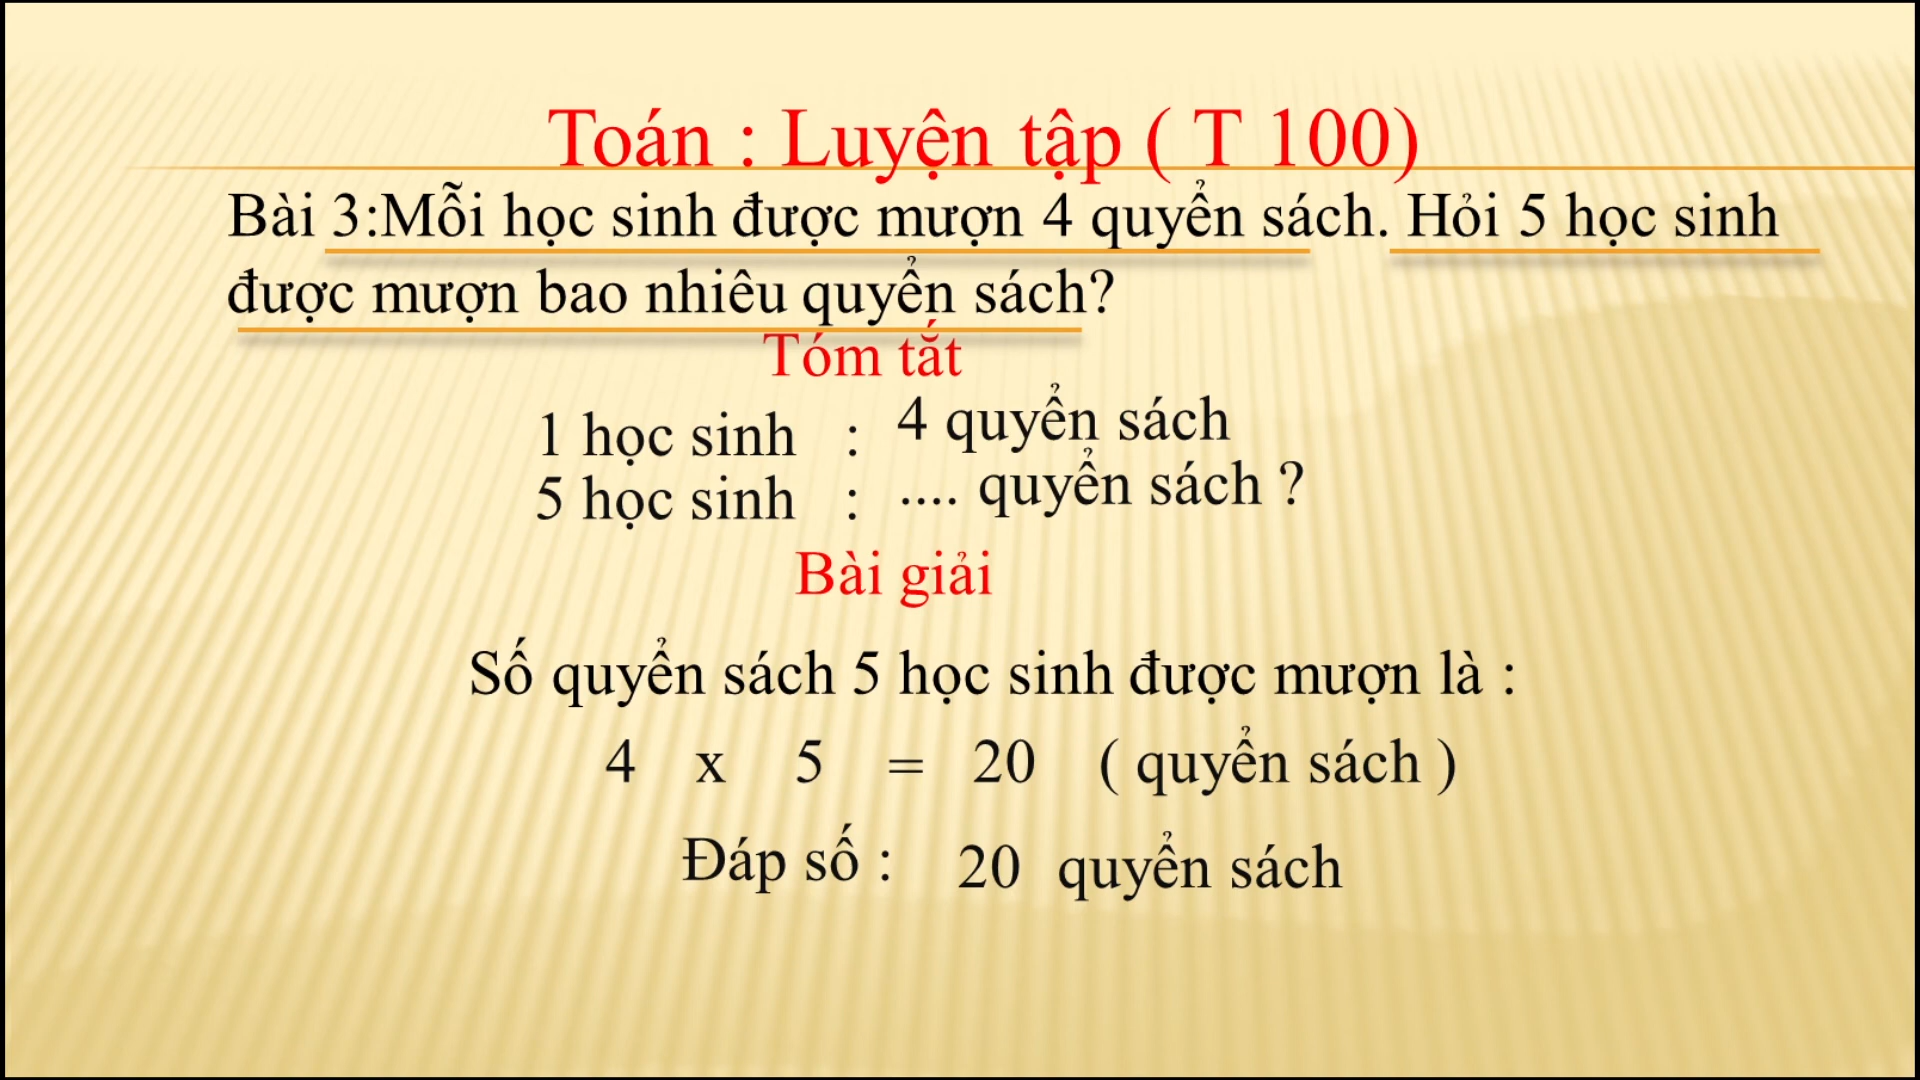 Toán : Luyện tập ( T 100)
Bài 3:Mỗi học sinh được mượn 4 quyển sách. Hỏi 5 học sinh
được mượn bao nhiêu quyển sách?
Tóm tắt
1 học sinh : 4 quyển sách
5 học sinh : .... quyển sách ?
Bài giải
Số quyển sách 5 học sinh được mượn là :
4 x 5 = 20 ( quyển sách )
Đáp số : 20 quyển sách